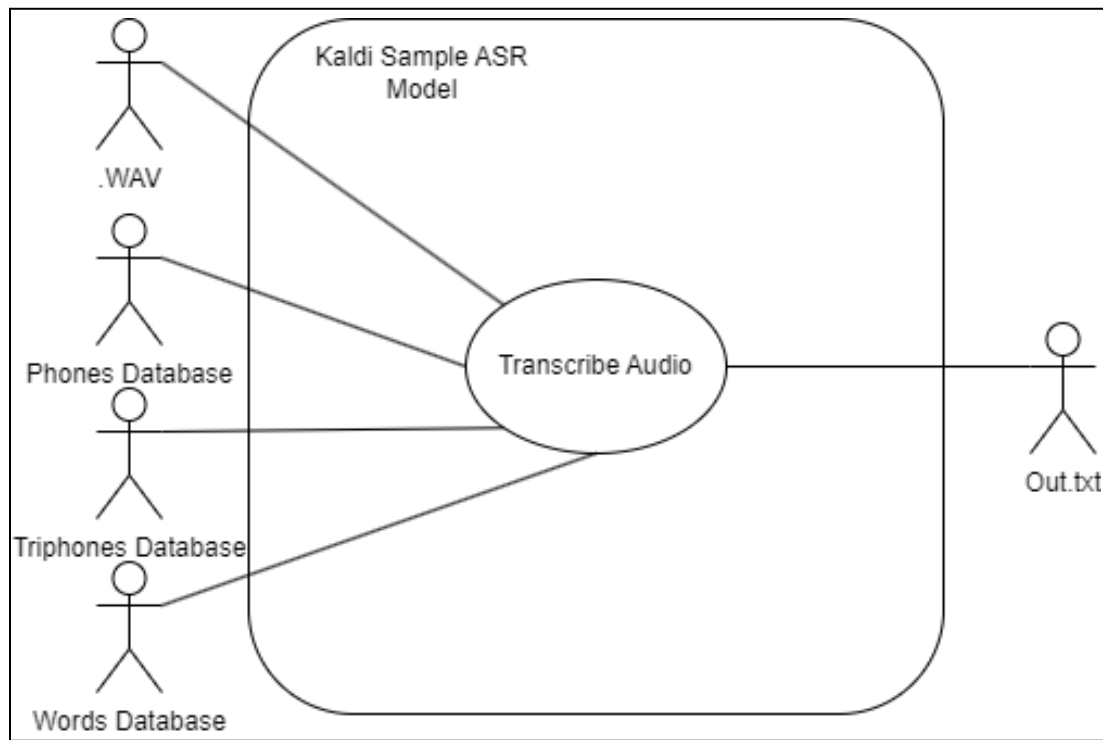 Kaldi Sample ASR
Model
.WAV
Phones Database
Transcribe Audio
Triphones Database
Out.txt
Words Database